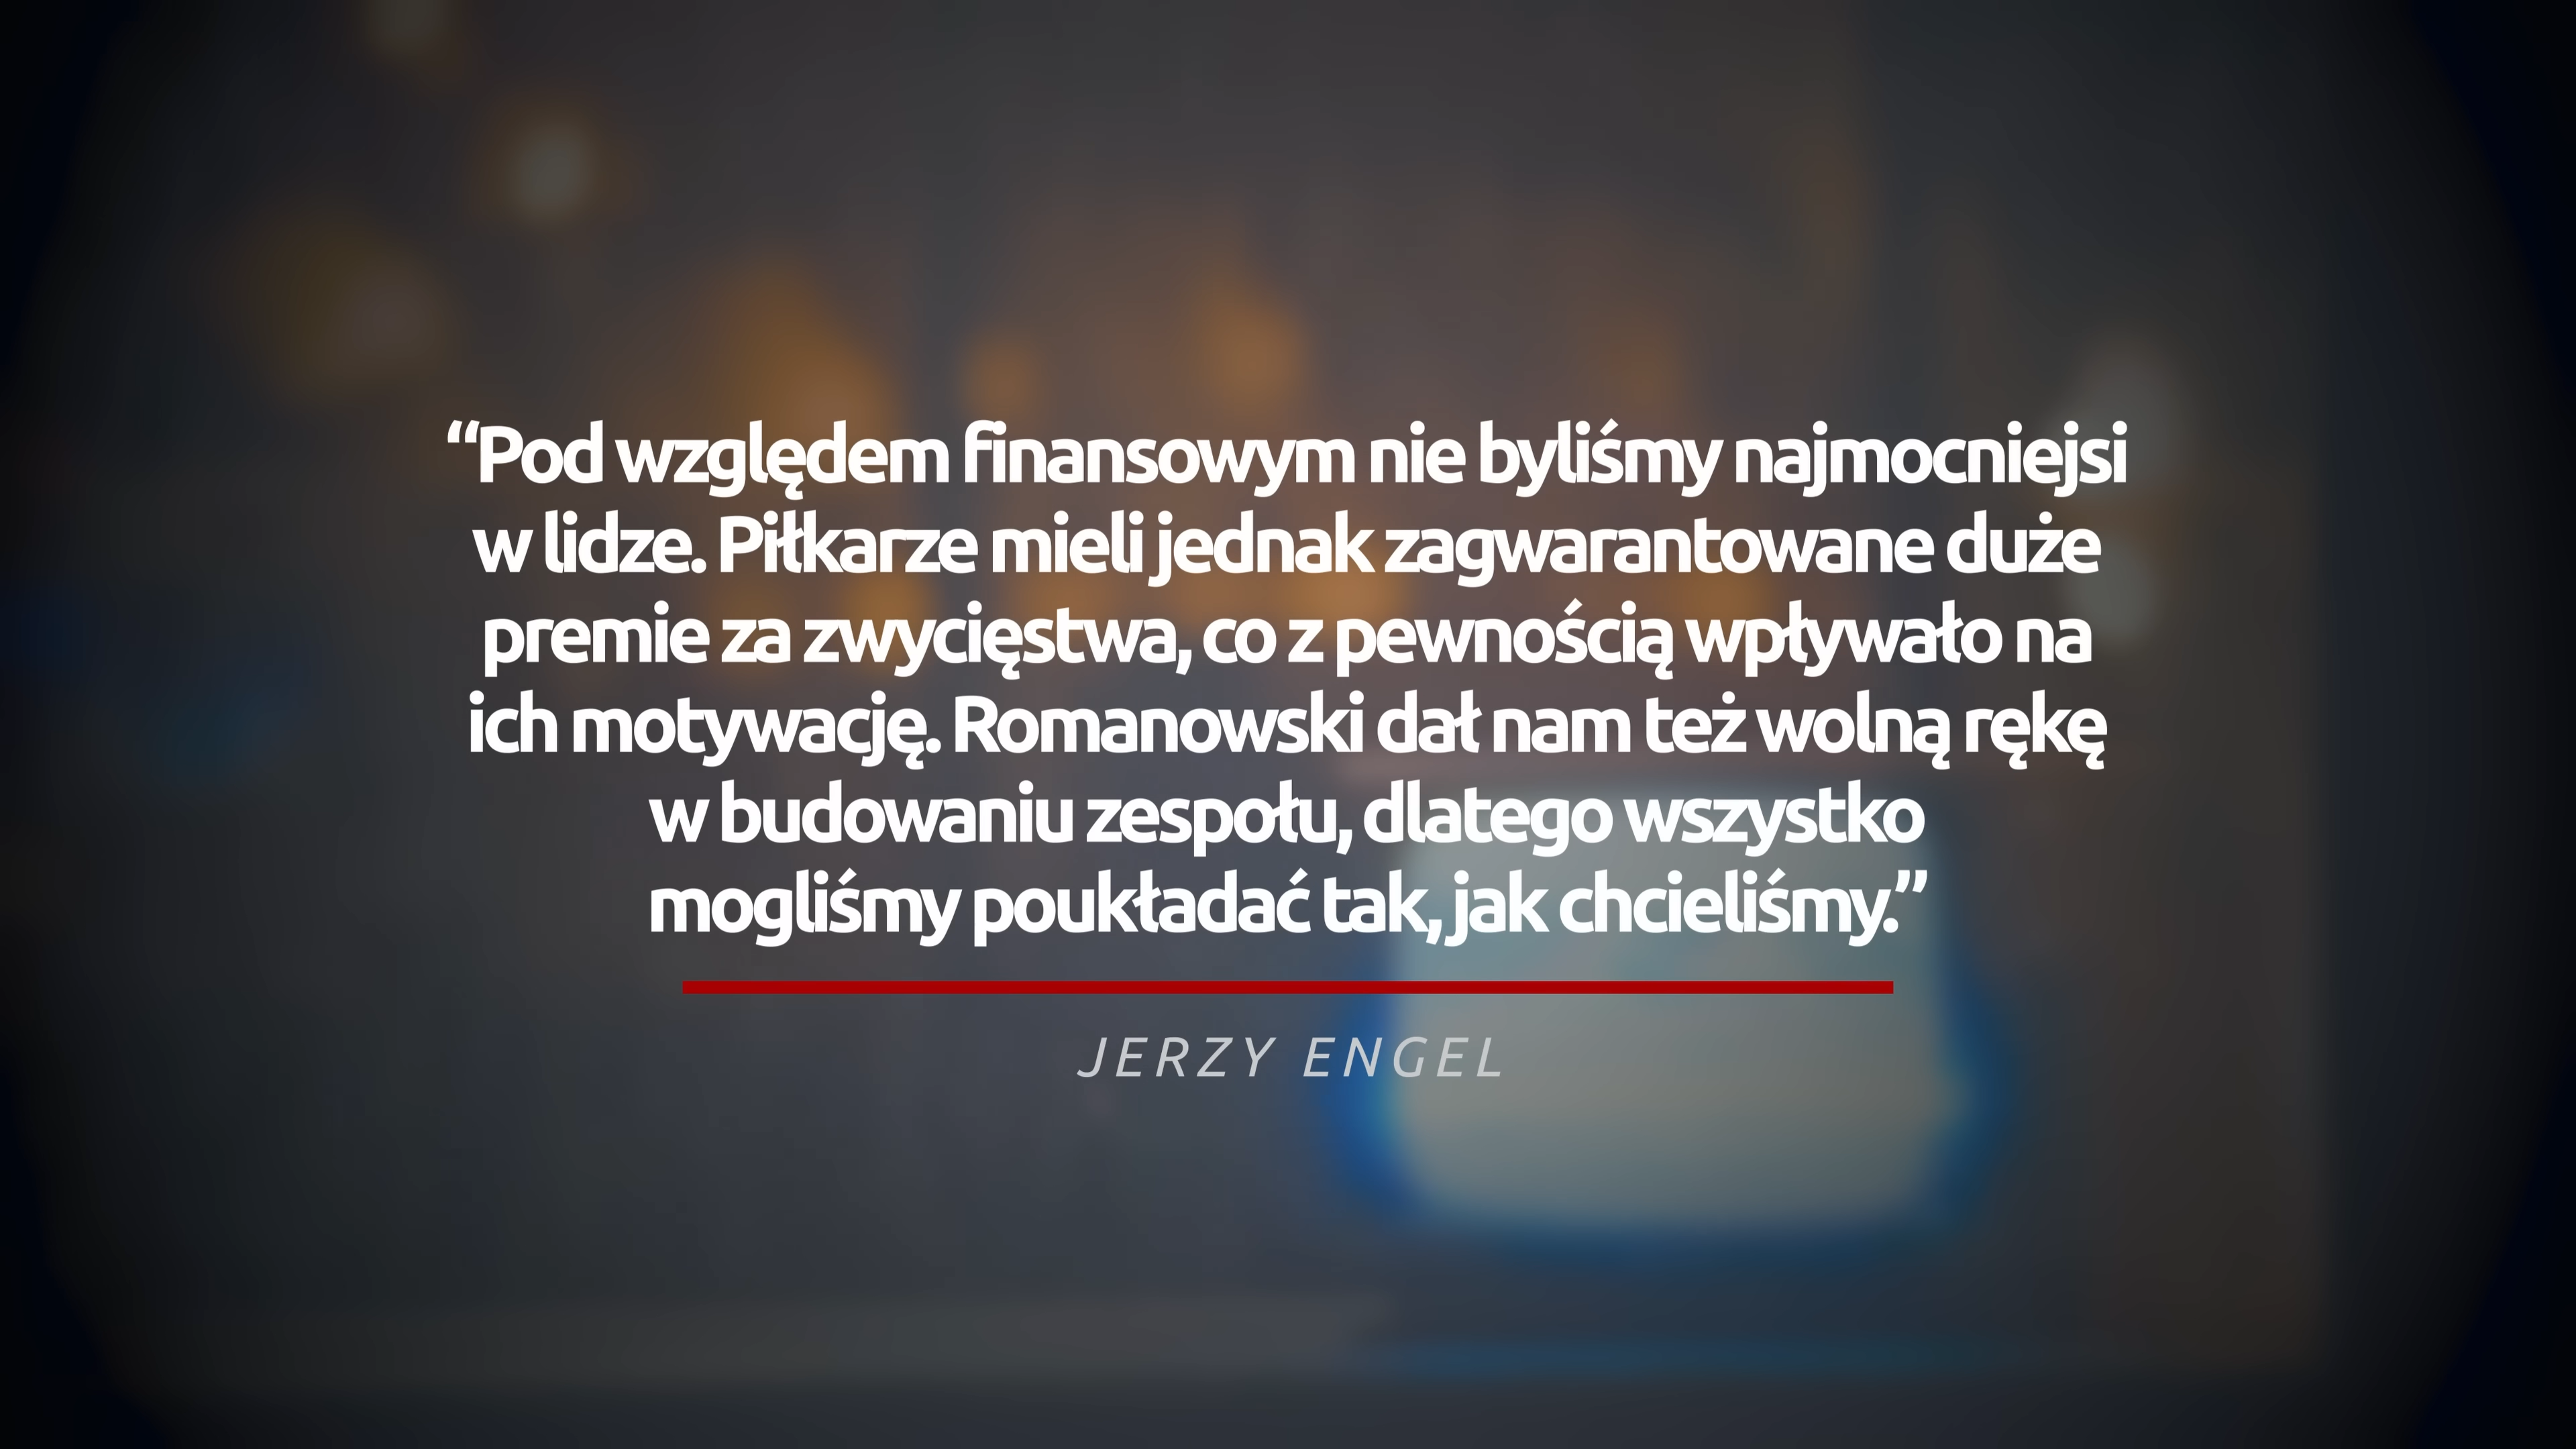 “Pod względem finansowym nie byliśmy najmocniejsi
w lidze. Piłkarze mieli jednak zagwarantowane duże
premie za zwycięstwa, co z pewnością wpływało na
ich motywację. Romanowski dał nam też wolną rękę
w budowaniu zespołu, dlatego wszystko
mogliśmy poukładać tak, jak chcieliśmy.”
JERZY ENGEL